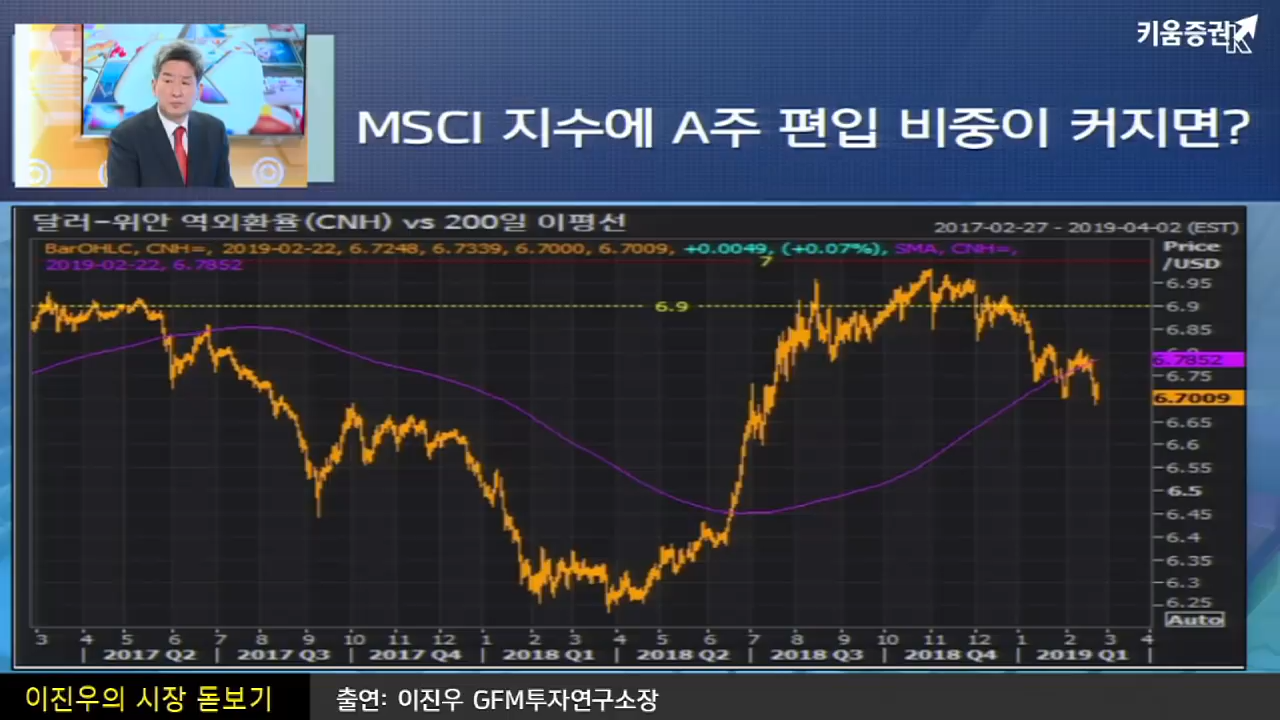 키움증권
MSCI 지수에 A주 편입 비중이 커지면?
달러-위안 역외환율(CNH) vs 200일 이평선
2017-02-27 - 2019-04-02 (EST)
BarOHLC, CNH=, 2019-02-22, 6.7248, 6.7339, 6.7000, 6.7009, +0.0049, (+0.07%), SMA, CNH=,
2019-02-22, 6.7852
Price
/USD
7
6.95
6.9
6.9
6.85
6.7852
6.75
6.7009
6.65
6.6
6.55
6.5
6.45
6.4
6.35
6.3
6.25
Auto
3 4 5 6 7 8 9 10 11 12 1 2 3 4 5 6 7 8 9 10 11 12 1 2 3 4
2017 Q2 2017 Q3 2017 Q4 2018 Q1 2018 Q2 2018 Q3 2018 Q4 2019 Q1
이진우의 시장 돋보기
출연: 이진우 GFM투자연구소장